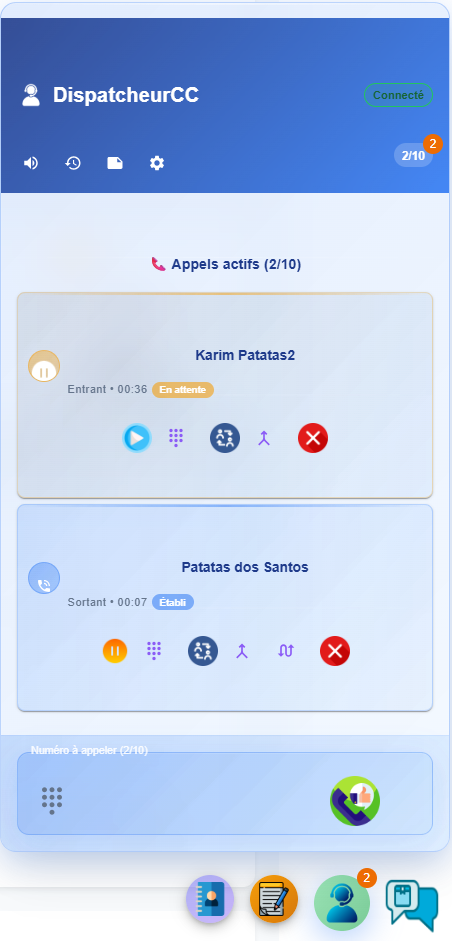 DispatcheurCC
Connecté
2
2/10
Appels actifs (2/10)
Karim Patatas2
Entrant • 00:36 En attente
Patatas dos Santos
Sortant • 00:07 Établi
Numéro à appeler (2/10)
2